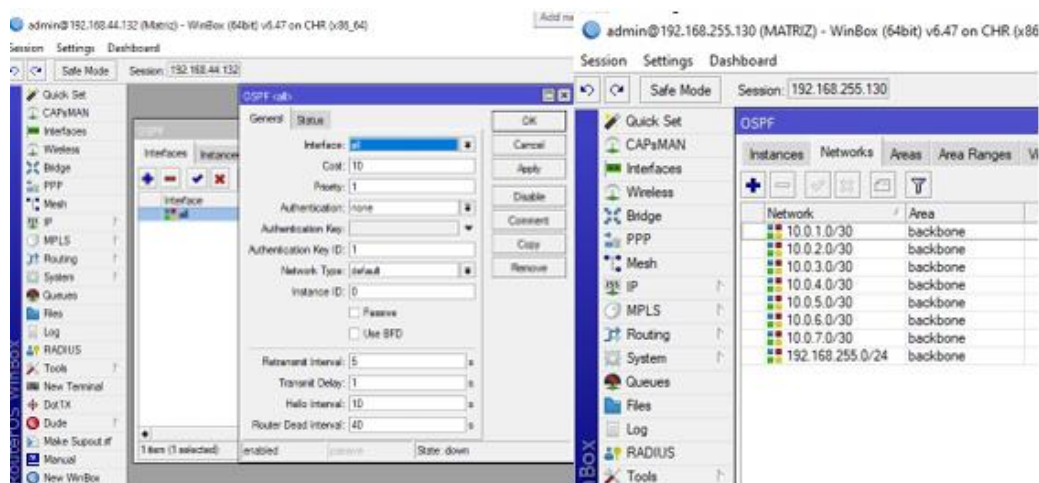 admin@192.168.44.132 (Matriz) - WinBox (64bit) v6.47 on CHR (x86_64)
Session Settings Dashboard
Safe Mode Session: 192.168.44.132
Quick Set
CAPsMAN
Interfaces
Wireless
Bridge
PPP
Mesh
IP
MPLS
Routing
System
Queues
Files
Log
RADIUS
Tools
New Terminal
DotTX
Dude
Make Supout.rif
Manual
New WinBox
RouterOS WinBox
OSPF
Interfaces
Interface
all
1 item (1 selected)
OSPF <all>
General Status
Interface: all
Cost: 10
Priority: 1
Authentication: none
Authentication Key:
Authentication Key ID: 1
Network Type: default
Instance ID: 0
Passive
Use BFD
Retransmit Interval: 5 s
Transmit Delay: 1 s
Hello Interval: 10 s
Router Dead Interval: 40 s
enabled passive State: down
OK
Cancel
Apply
Disable
Comment
Copy
Remove
admin@192.168.255.130 (MATRIZ) - WinBox (64bit) v6.47 on CHR (x86
Session Settings Dashboard
Safe Mode Session: 192.168.255.130
Quick Set
CAPsMAN
Interfaces
Wireless
Bridge
PPP
Mesh
IP
MPLS
Routing
System
Queues
Files
Log
RADIUS
Tools
Box
OSPF
Instances Networks Areas Area Ranges
Network Area
10.0.1.0/30 backbone
10.0.2.0/30 backbone
10.0.3.0/30 backbone
10.0.4.0/30 backbone
10.0.5.0/30 backbone
10.0.6.0/30 backbone
10.0.7.0/30 backbone
192.168.255.0/24 backbone